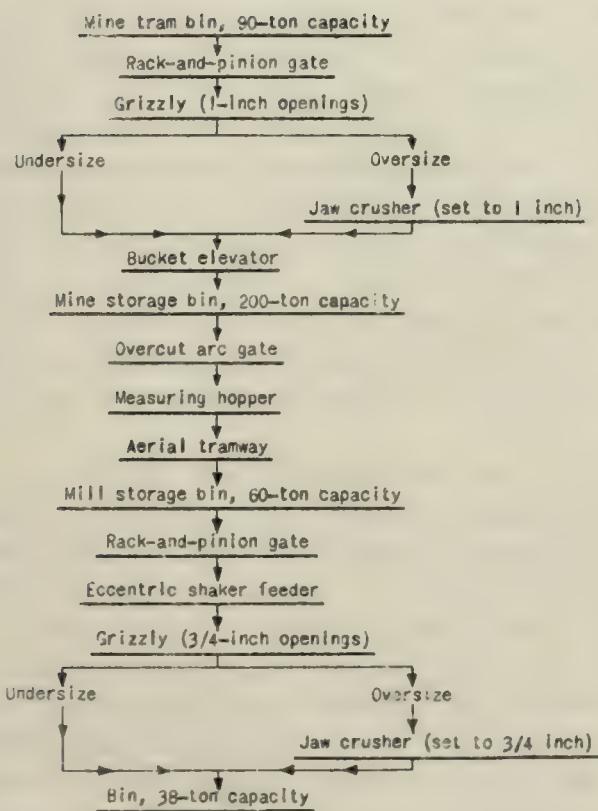 Mine tram bin, 90-ton capacity
Rack-and-pinion gate
Grizzly (1-inch openings)
Undersize Oversize
Jaw crusher (set to 1 inch)
Bucket elevator
Mine storage bin, 200-ton capacity
Overcut arc gate
Measuring hopper
Aerial tramway
Mill storage bin, 60-ton capacity
Rack-and-pinion gate
Eccentric shaker feeder
Grizzly (3/4-inch openings)
Undersize Oversize
Jaw crusher (set to 3/4 inch)
Bin, 38-ton capacity